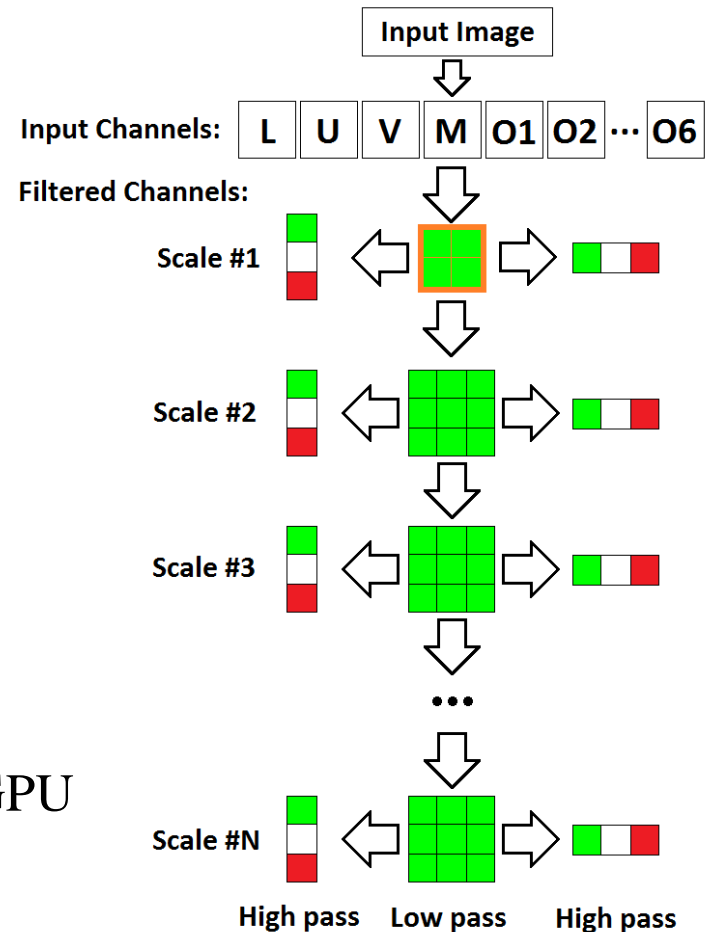 Input Image
Input Channels: L U V M O1 O2 ··· O6
Filtered Channels:
Scale #1
Scale #2
Scale #3
•••
GPU
Scale #N
High pass Low pass High pass